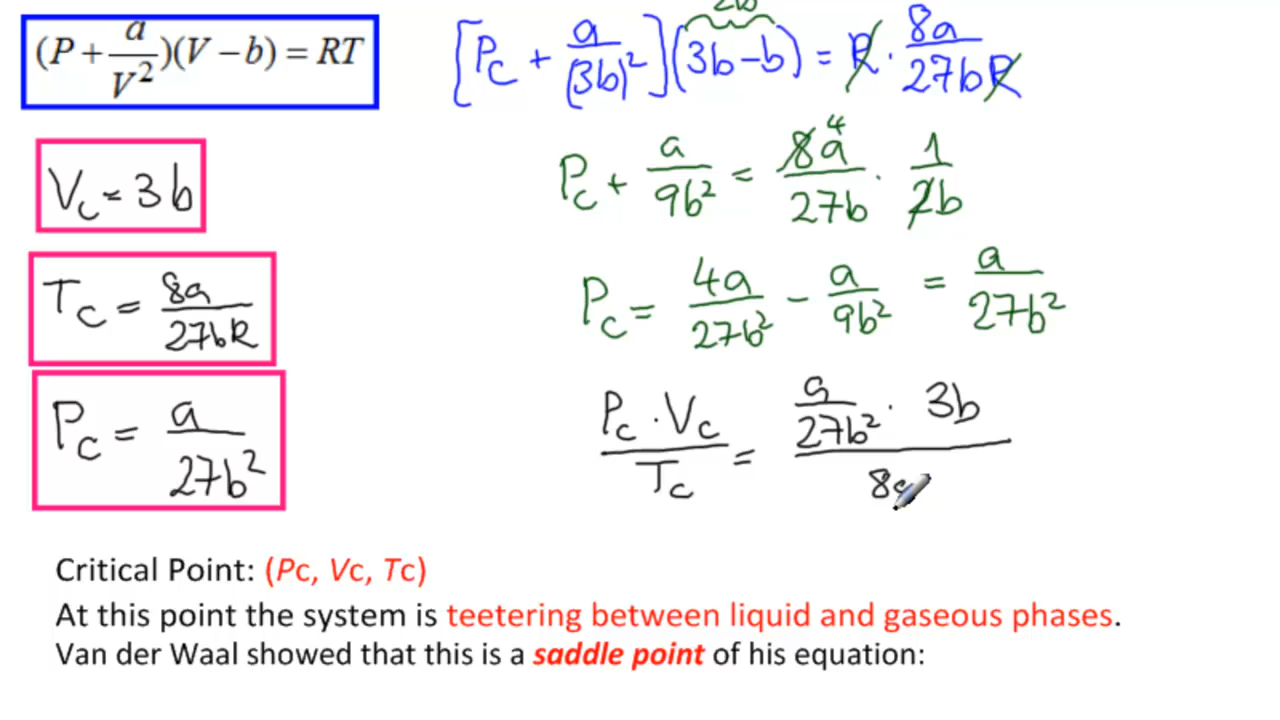 (P + a/V²)(V − b) = RT
[Pc + a/(3b)²](3b − b) = R · 8a/27bR
2b
Vc = 3b
Pc + a/9b² = 8a/27b · 1/2b
4
Tc = 8a/27bR
Pc = 4a/27b² − a/9b² = a/27b²
Pc = a/27b²
Pc · Vc/Tc = a/27b² · 3b/8a
Critical Point: (Pc, Vc, Tc)
At this point the system is teetering between liquid and gaseous phases.
Van der Waal showed that this is a saddle point of his equation: